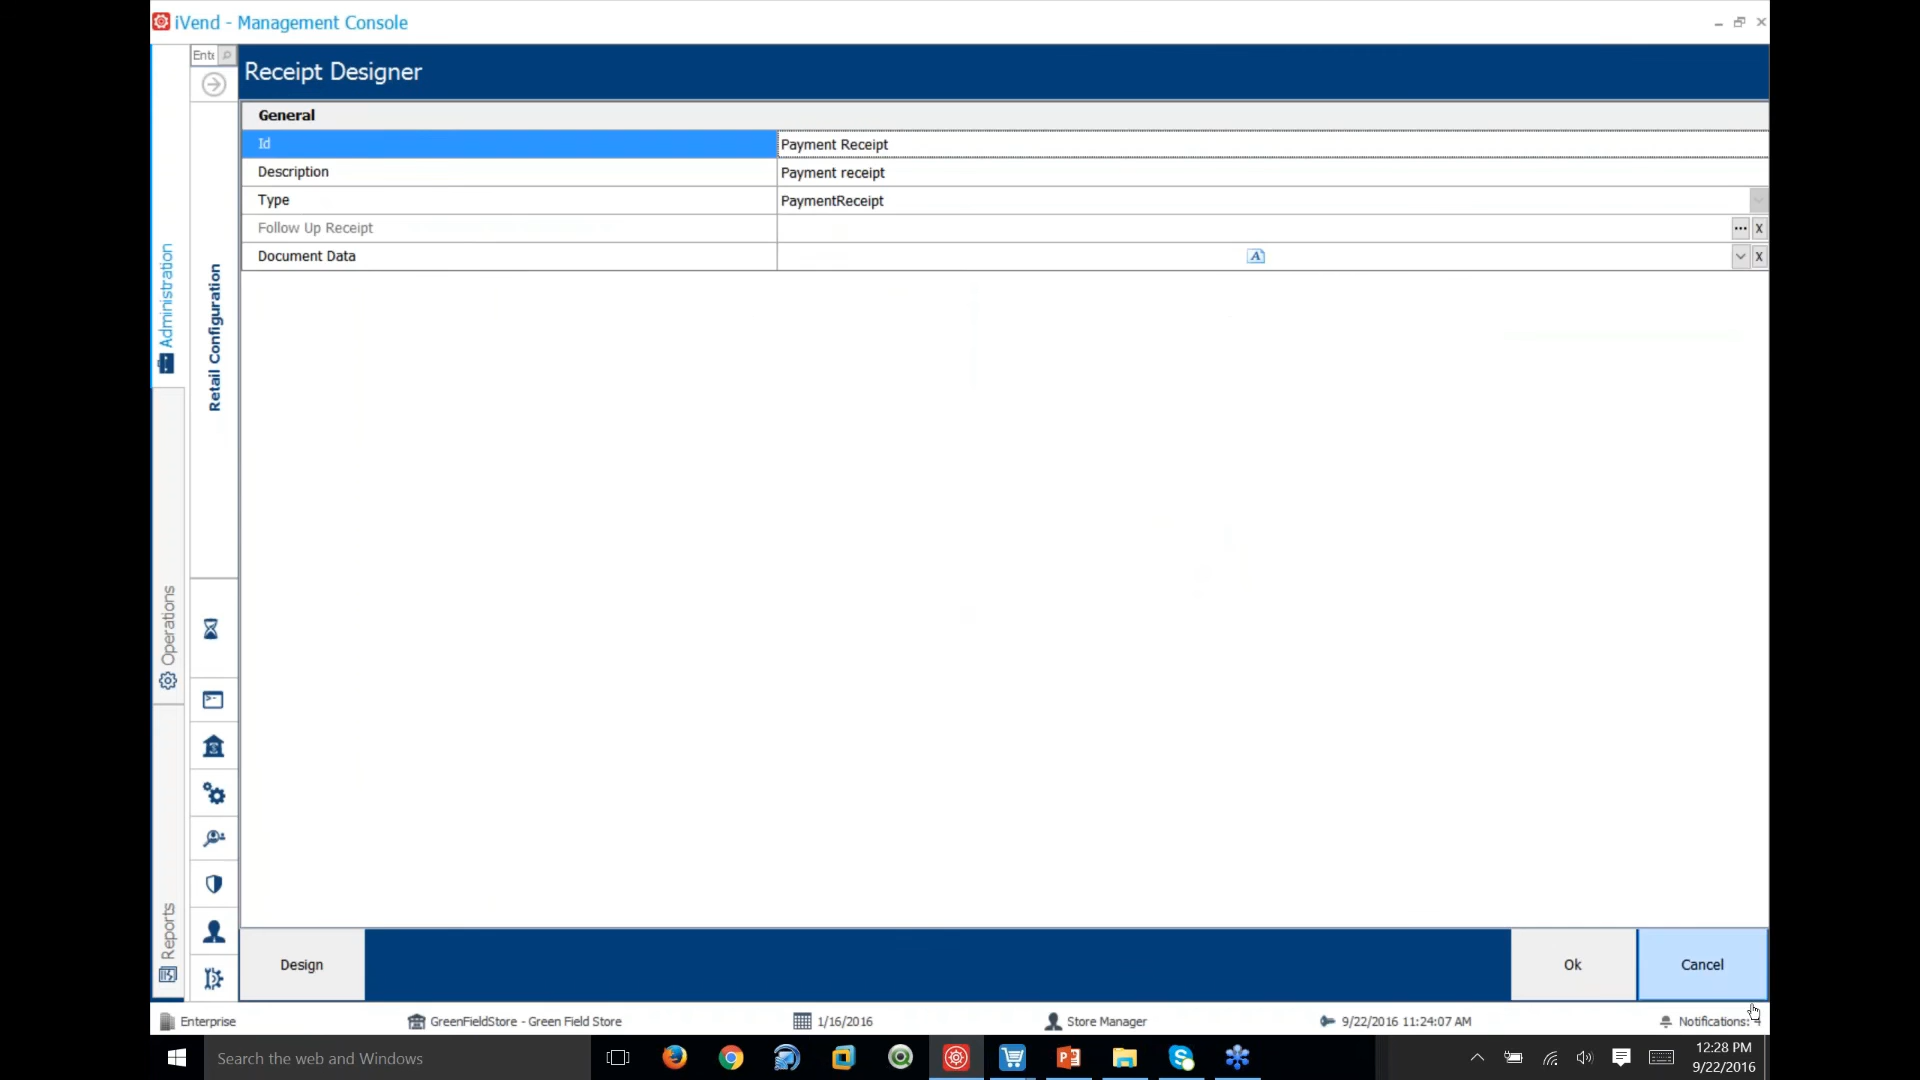 iVend - Management Console
Ente
Receipt Designer
General
Id Payment Receipt
Description Payment receipt
Type PaymentReceipt
Follow Up Receipt ... X
Document Data A X
Administration
Retail Configuration
Operations
Reports
Design Ok Cancel
Enterprise GreenFieldStore - Green Field Store 1/16/2016 Store Manager 9/22/2016 11:24:07 AM Notifications: 4
Search the web and Windows
12:28 PM
9/22/2016